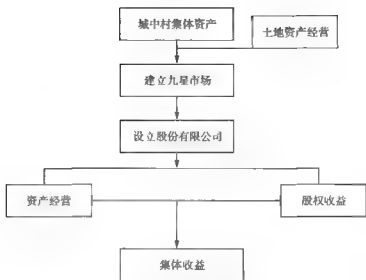 城中村集体资产
土地资产经营
建立九星市场
设立股份有限公司
资产经营
股权收益
集体收益